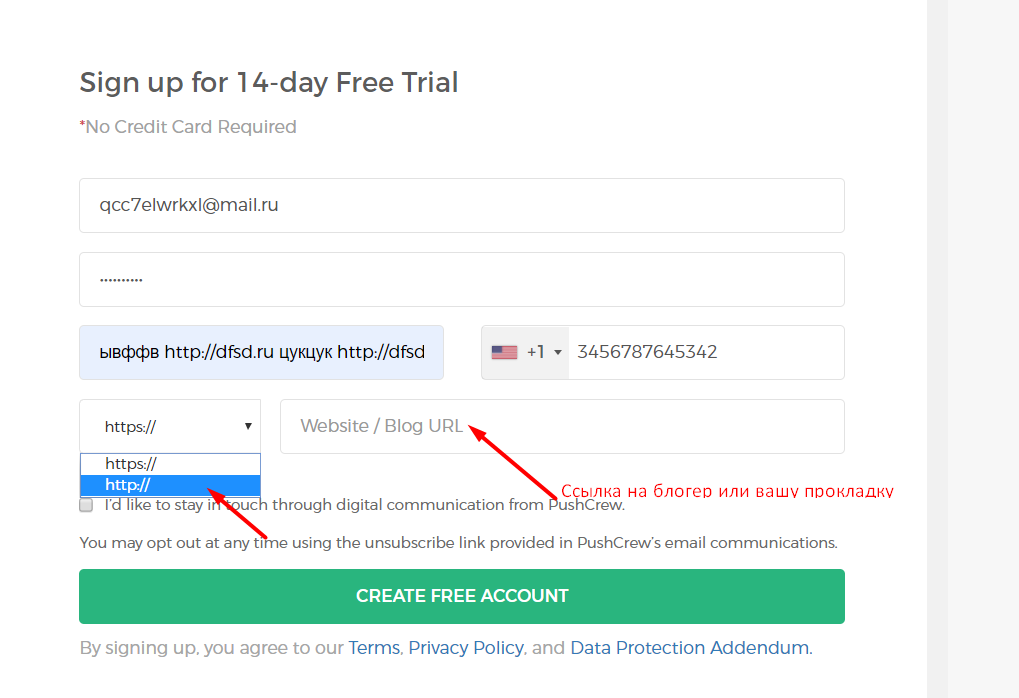 Sign up for 14-day Free Trial
*No Credit Card Required
qcc7elwrkxl@mail.ru
••••••••••
ывффв http://dfsd.ru цукцук http://dfsd
+1 3456787645342
https:// Website / Blog URL
https://
http://
Ссылка на блогер или вашу прокладку
I'd like to stay in touch through digital communication from PushCrew.
You may opt out at any time using the unsubscribe link provided in PushCrew's email communications.
CREATE FREE ACCOUNT
By signing up, you agree to our Terms, Privacy Policy, and Data Protection Addendum.